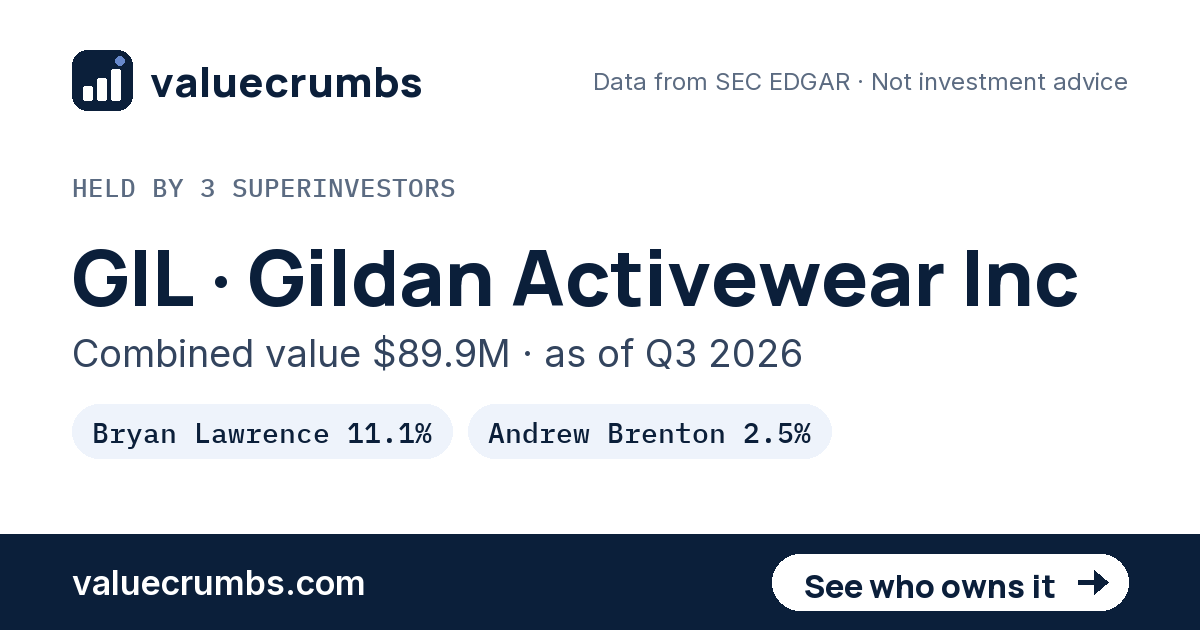 valuecrumbs
Data from SEC EDGAR · Not investment advice
HELD BY 3 SUPERINVESTORS
GIL · Gildan Activewear Inc
Combined value $89.9M · as of Q3 2026
Bryan Lawrence 11.1%
Andrew Brenton 2.5%
valuecrumbs.com
See who owns it →